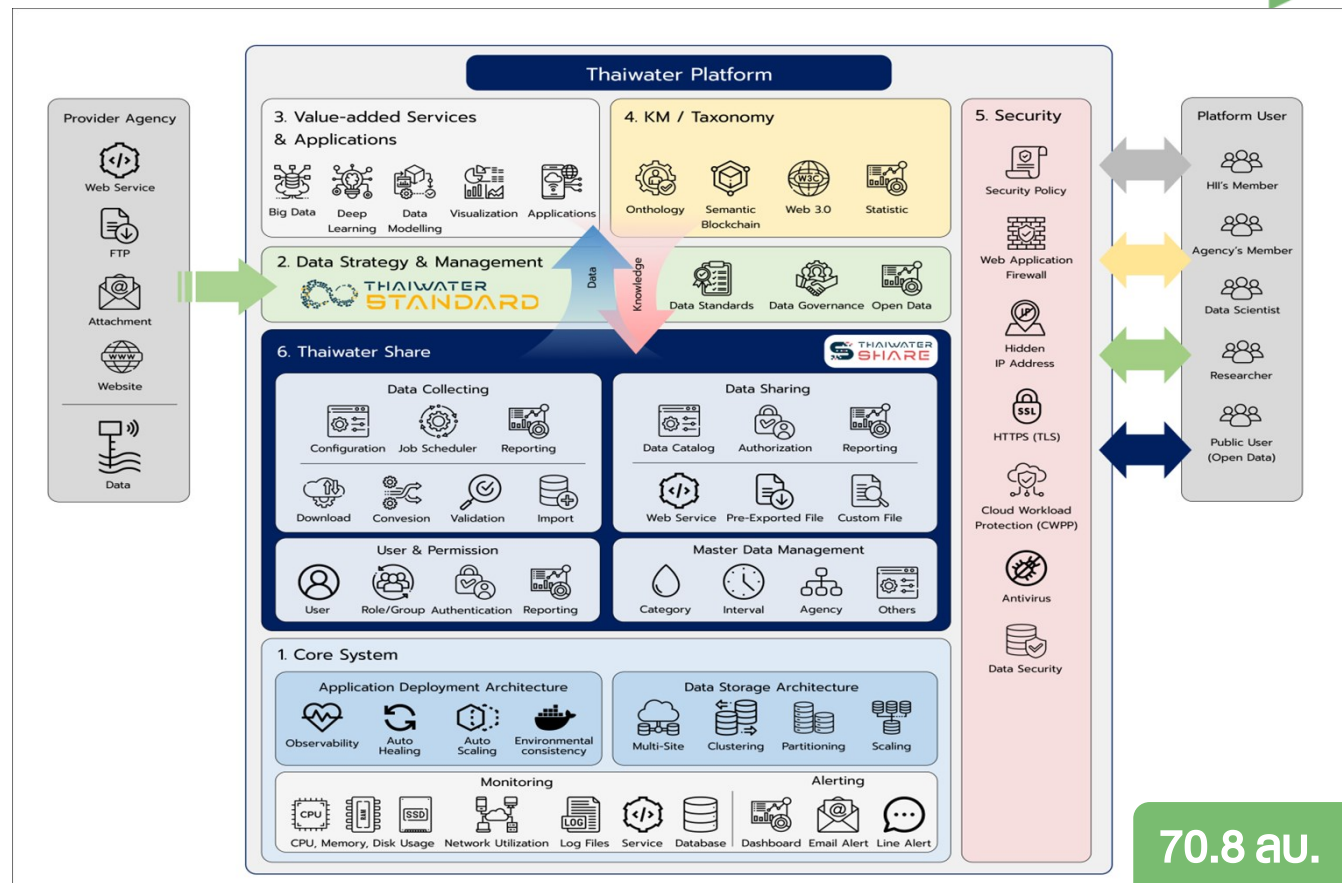 Thaiwater Platform
Provider Agency
Web Service
FTP
Attachment
Website
WWW
Data
3. Value-added Services
& Applications
Big Data
Deep
Learning
Data
Modelling
Visualization
Applications
4. KM / Taxonomy
Onthology
Semantic
Blockchain
W3C
Web 3.0
Statistic
2. Data Strategy & Management
THAIWATER
STANDARD
Data
Knowledge
Data Standards
Data Governance
Open Data
6. Thaiwater Share
THAIWATER
SHARE
Data Collecting
Configuration
Job Scheduler
Reporting
Download
Convesion
Validation
Import
Data Sharing
Data Catalog
Authorization
Reporting
Web Service
Pre-Exported File
Custom File
User & Permission
User
Role/Group
Authentication
Reporting
Master Data Management
Category
Interval
Agency
Others
1. Core System
Application Deployment Architecture
Observability
Auto
Healing
Auto
Scaling
Environmental
consistency
Data Storage Architecture
Multi-Site
Clustering
Partitioning
Scaling
Monitoring
CPU
RAM
SSD
LOG
CPU, Memory, Disk Usage
Network Utilization
Log Files
Service
Database
Alerting
Dashboard
Email Alert
Line Alert
5. Security
Security Policy
Web Application
Firewall
IP
Hidden
IP Address
SSL
HTTPS (TLS)
Cloud Workload
Protection (CWPP)
Antivirus
Data Security
Platform User
HII's Member
Agency's Member
Data Scientist
Researcher
Public User
(Open Data)
70.8 ลบ.